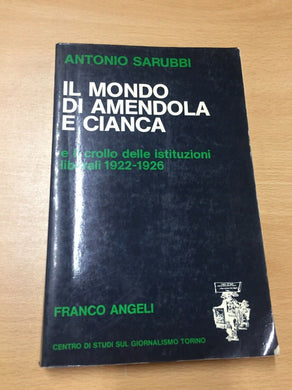 ANTONIO SARUBBI
IL MONDO
DI AMENDOLA
E CIANCA
e il crollo delle istituzioni
liberali 1922-1926
FRANCO ANGELI
CENTRO DI STUDI SUL GIORNALISMO TORINO